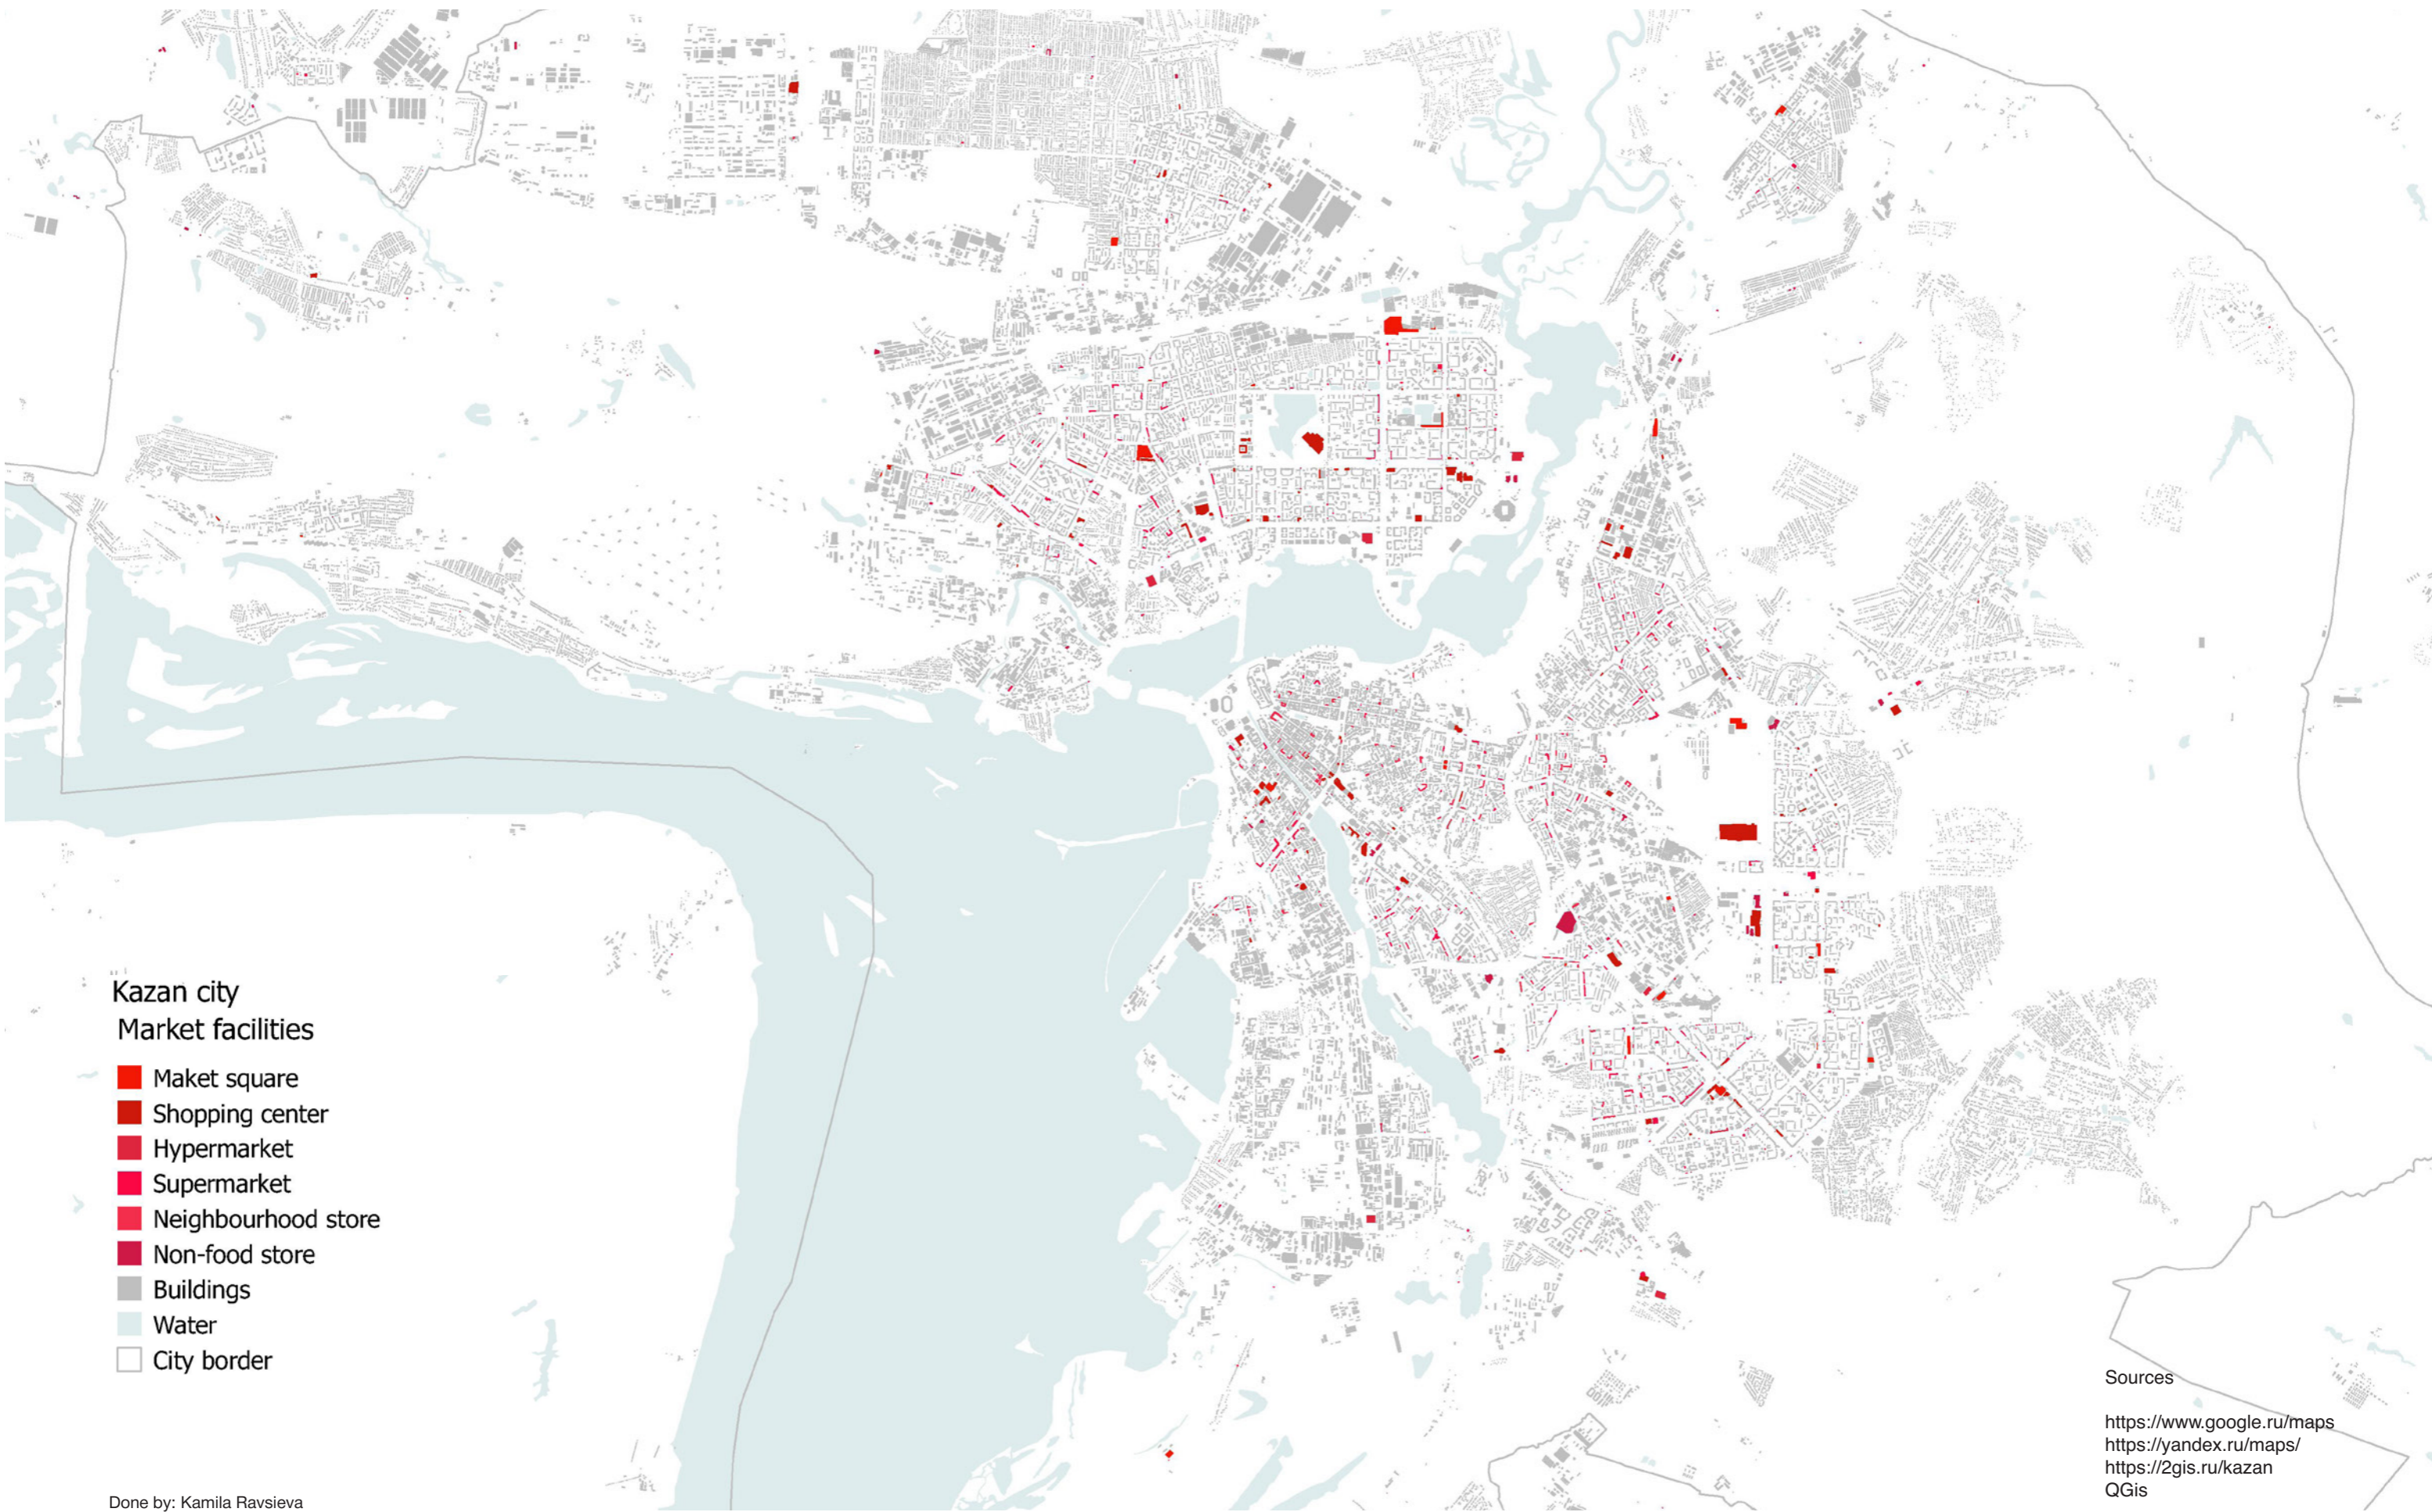 Kazan city
Market facilities
Maket square
Shopping center
Hypermarket
Supermarket
Neighbourhood store
Non-food store
Buildings
Water
City border
Done by: Kamila Ravsieva
Sources
https://www.google.ru/maps
https://yandex.ru/maps/
https://2gis.ru/kazan
QGis